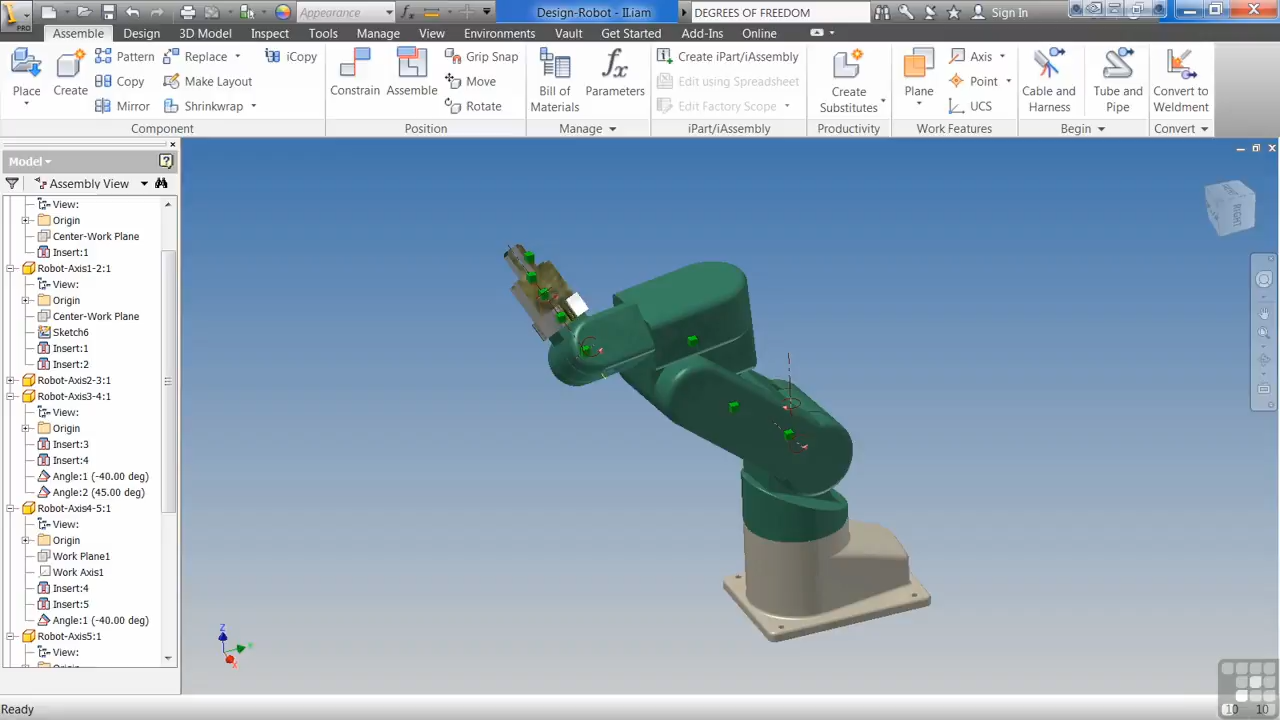 PRO
Appearance
Design-Robot - II.iam
DEGREES OF FREEDOM
Sign In
Assemble Design 3D Model Inspect Tools Manage View Environments Vault Get Started Add-Ins Online
Place
Create
Pattern
Copy
Mirror
Replace
Make Layout
Shrinkwrap
iCopy
Component
Constrain
Assemble
Grip Snap
Move
Rotate
Position
Bill of
Materials
Parameters
Manage
Create iPart/iAssembly
Edit using Spreadsheet
Edit Factory Scope
iPart/iAssembly
Create
Substitutes
Productivity
Plane
Axis
Point
UCS
Work Features
Cable and
Harness
Tube and
Pipe
Begin
Convert to
Weldment
Convert
Model
Assembly View
View:
Origin
Center-Work Plane
Insert:1
Robot-Axis1-2:1
View:
Origin
Center-Work Plane
Sketch6
Insert:1
Insert:2
Robot-Axis2-3:1
Robot-Axis3-4:1
View:
Origin
Insert:3
Insert:4
Angle:1 (-40.00 deg)
Angle:2 (45.00 deg)
Robot-Axis4-5:1
View:
Origin
Work Plane1
Work Axis1
Insert:4
Insert:5
Angle:1 (-40.00 deg)
Robot-Axis5:1
View:
Origin
RIGHT
Z
X
Ready
10 10